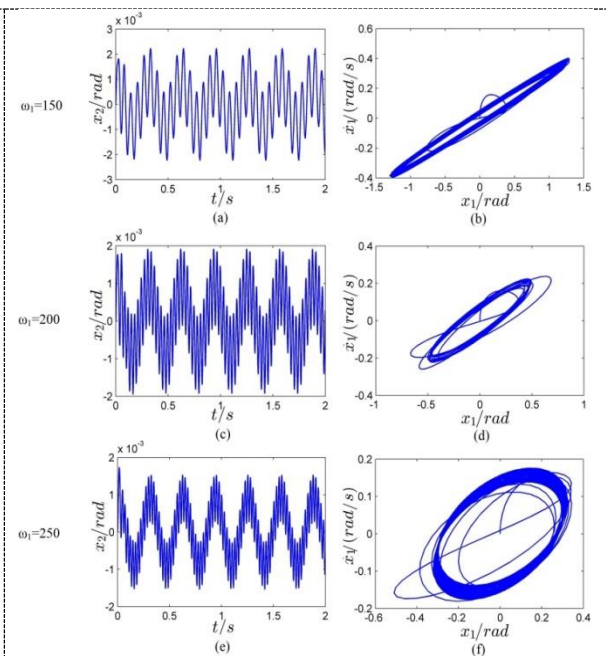 ω₁=150
x 10⁻³
3
2
1
0
-1
-2
-3
0 0.5 1 1.5 2
x₂/rad
t/s
(a)
0.4
0.2
0
-0.2
-0.4
-1.5 -1 -0.5 0 0.5 1 1.5
ẋ₁/(rad/s)
x₁/rad
(b)
ω₁=200
x 10⁻³
2
1
0
-1
-2
0 0.5 1 1.5 2
x₂/rad
t/s
(c)
0.4
0.2
0
-0.2
-0.4
-1 -0.5 0 0.5 1
ẋ₁/(rad/s)
x₁/rad
(d)
ω₁=250
x 10⁻³
2
1
0
-1
-2
0 0.5 1 1.5 2
x₂/rad
t/s
(e)
0.2
0.1
0
-0.1
-0.2
-0.6 -0.4 -0.2 0 0.2 0.4
ẋ₁/(rad/s)
x₁/rad
(f)